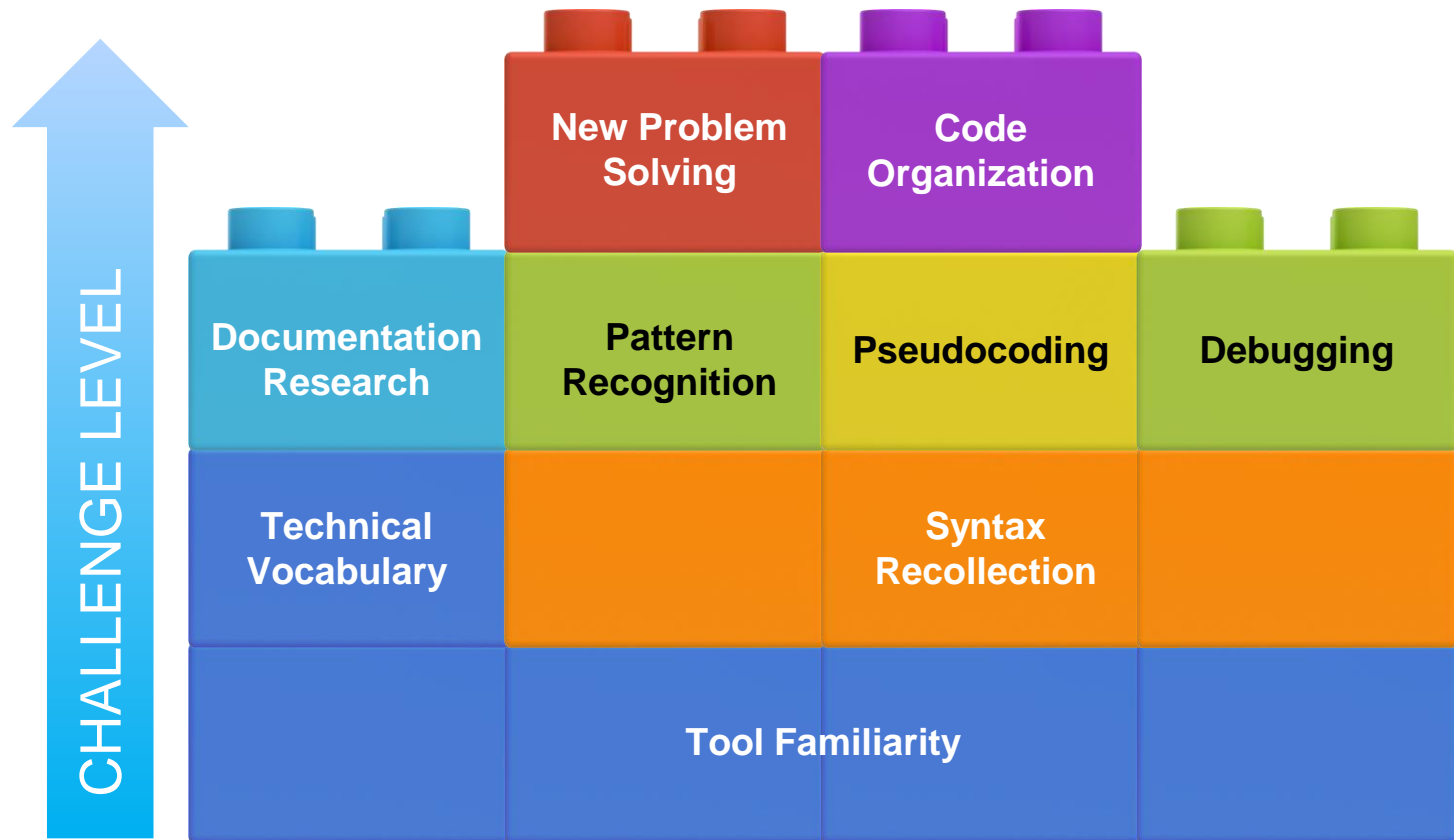 New Problem
Solving
Code
Organization
Documentation
Research
Pattern
Recognition
Pseudocoding
Debugging
Technical
Vocabulary
Syntax
Recollection
Tool Familiarity
CHALLENGE LEVEL